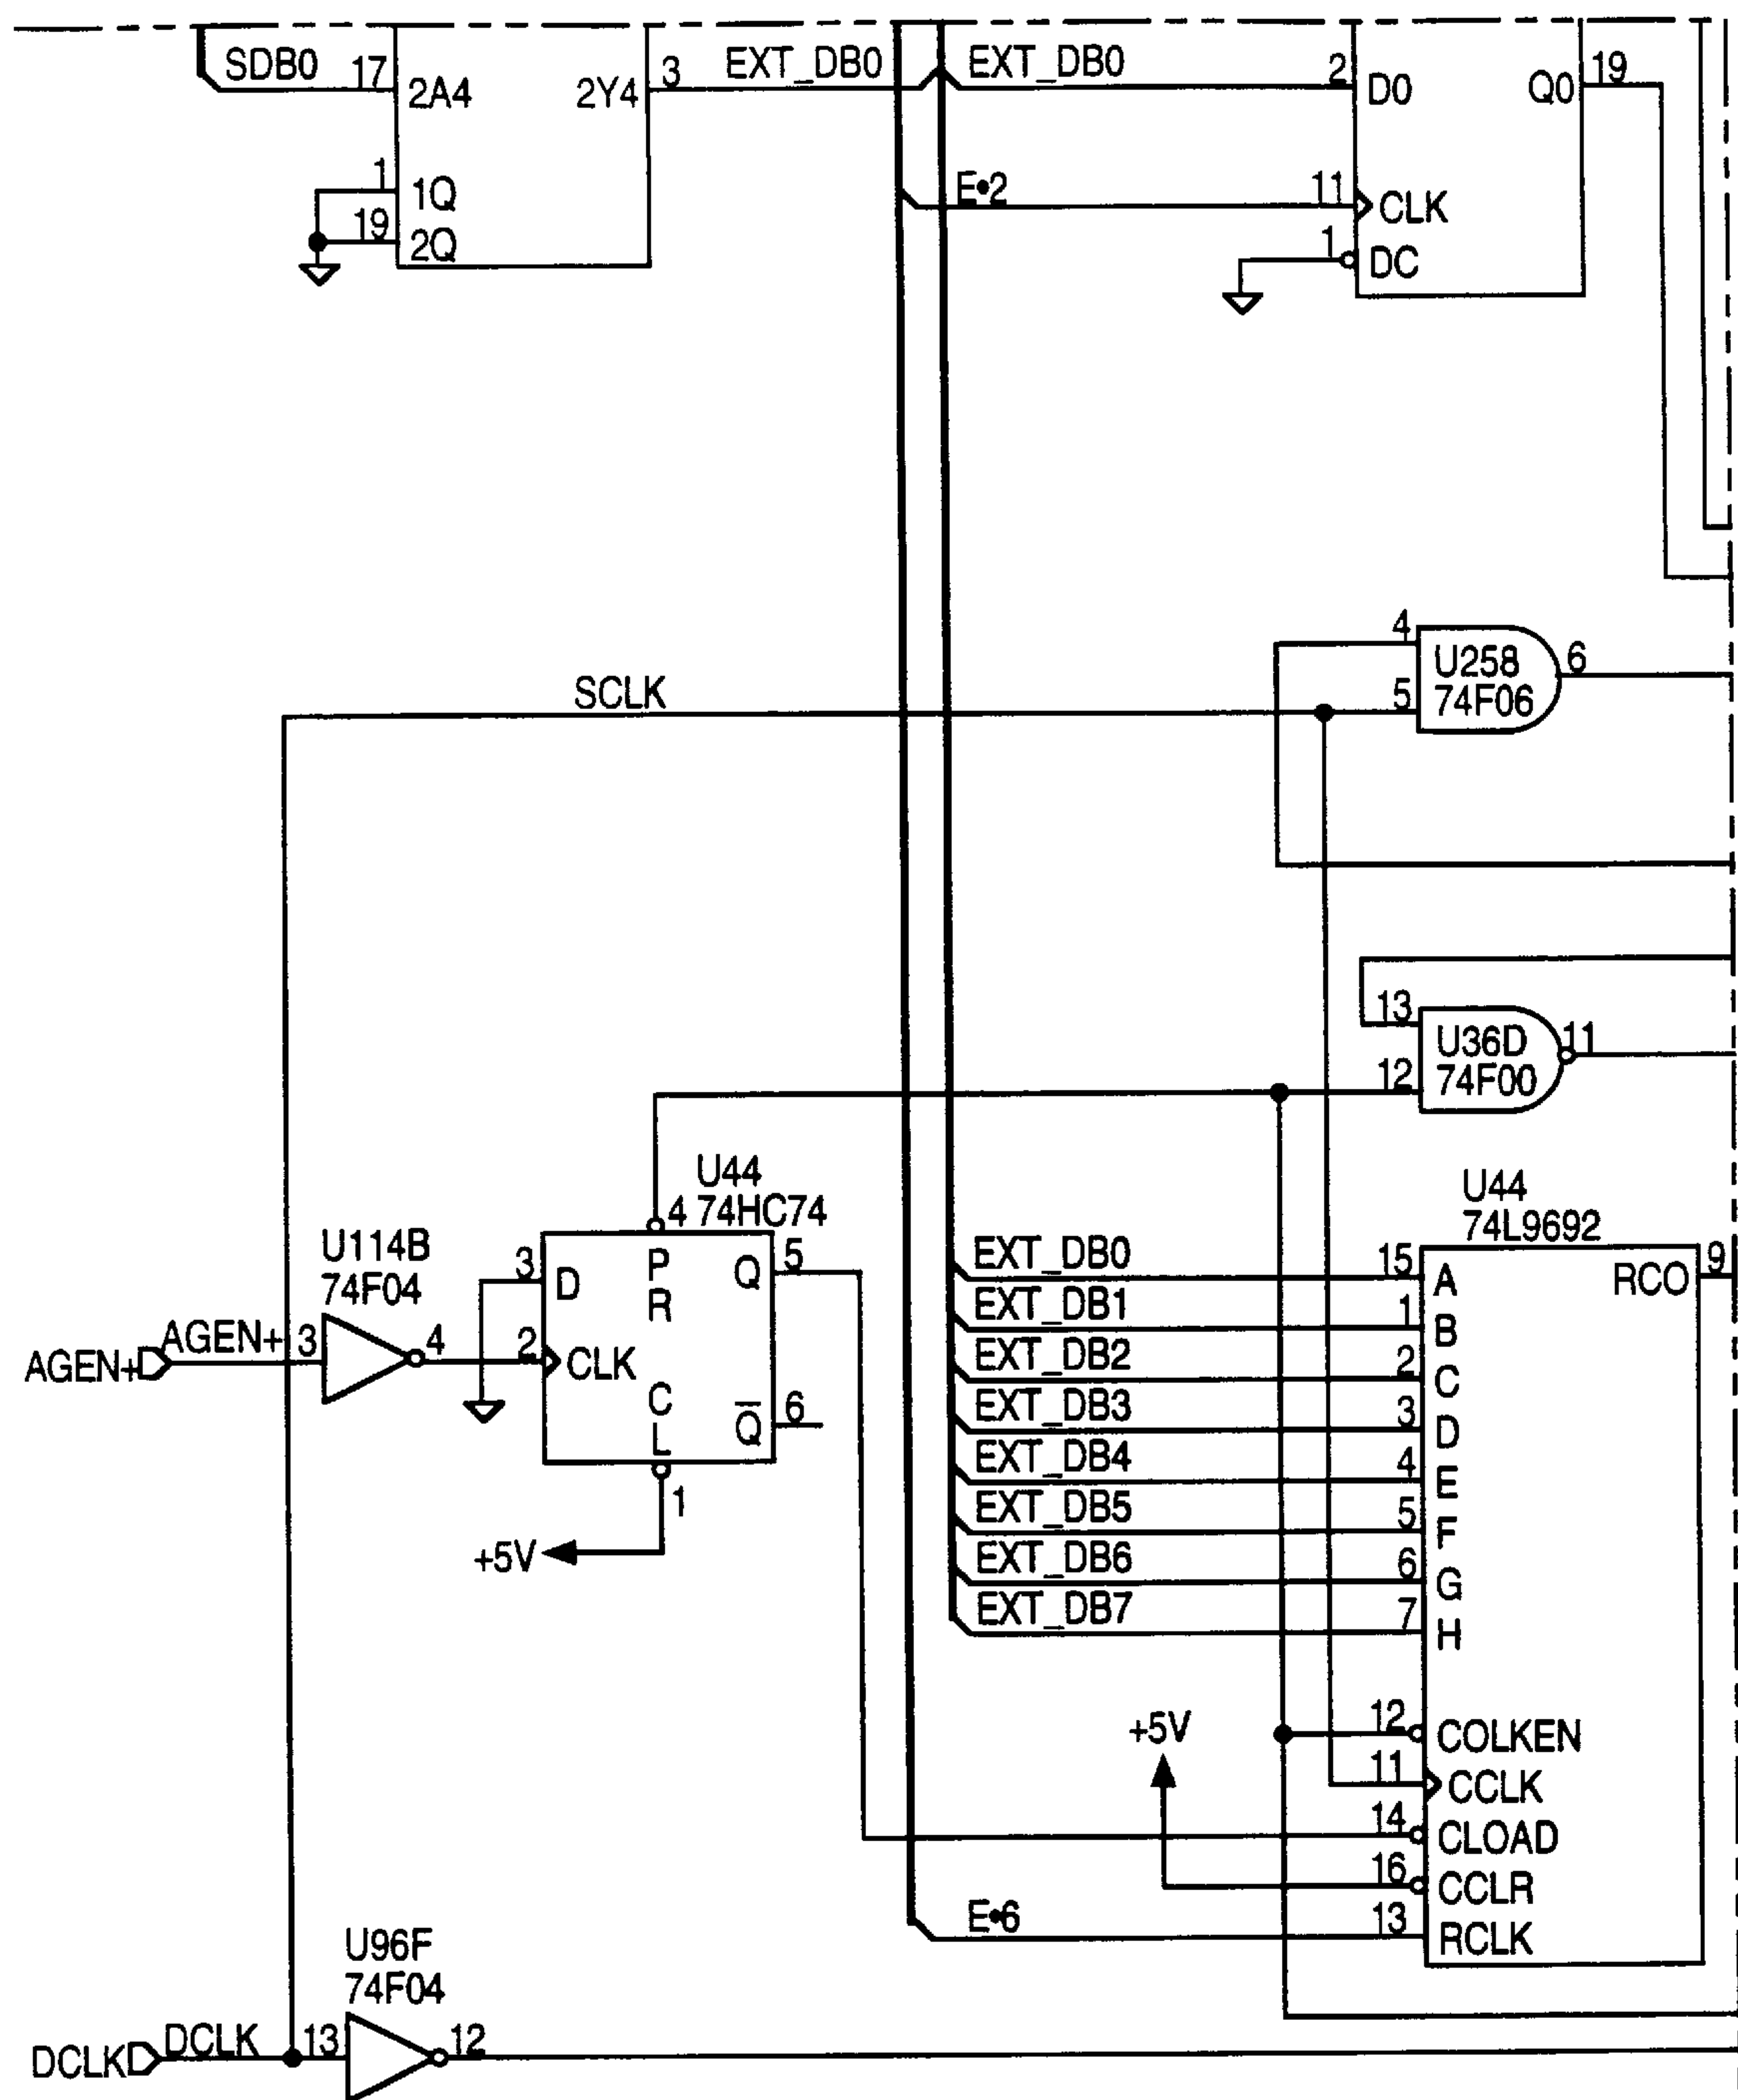 SDB0 17 2A4 2Y4 3 EXT_DB0 EXT_DB0 2 D0 Q0 19
1 1Q
19 2Q
E•2 11 CLK
1 DC
4 U258 6
SCLK 5 74F06
13 U36D 11
12 74F00
U44
4 74HC74
U114B
74F04
3 D PR Q 5
AGEN+ AGEN+ 3 4 2 CLK
CL Q̅ 6
1
+5V
U44
74L9692
EXT_DB0 15 A RCO 9
EXT_DB1 1 B
EXT_DB2 2 C
EXT_DB3 3 D
EXT_DB4 4 E
EXT_DB5 5 F
EXT_DB6 6 G
EXT_DB7 7 H
+5V 12 COLKEN
11 CCLK
14 CLOAD
16 CCLR
E•6 13 RCLK
U96F
74F04
DCLK DCLK 13 12